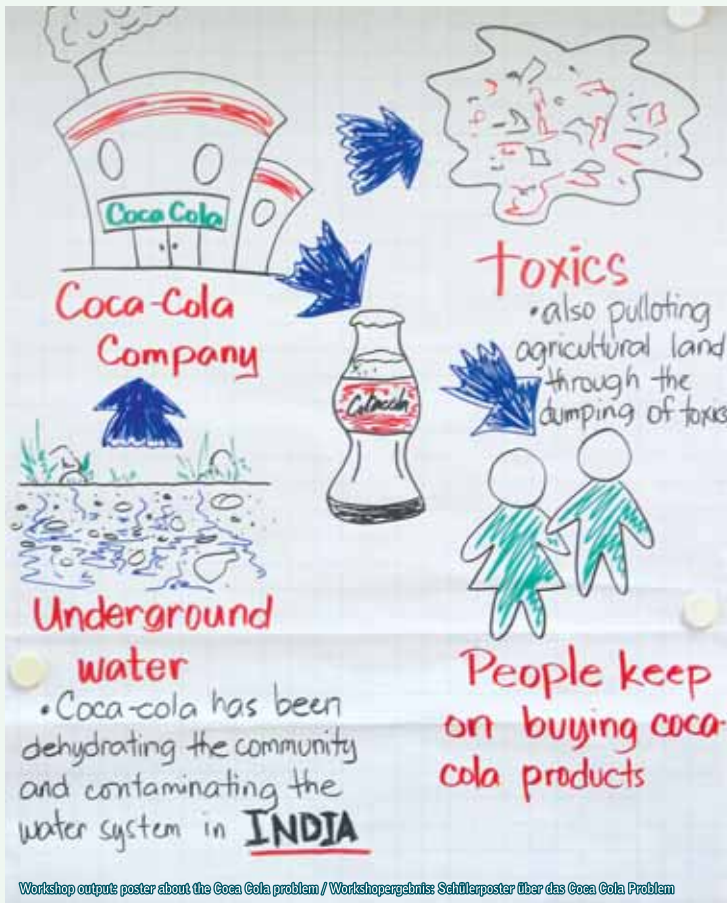 Coca Cola
Coca-Cola
Company
toxics
•also pulloting
agricultural land
through the
dumping of toxics
Underground
water
•Coca-cola has been
dehydrating the community
and contaminating the
water system in INDIA
People keep
on buying coca-
cola products
Workshop output: poster about the Coca Cola problem / Workshopergebnis: Schülerposter über das Coca Cola Problem